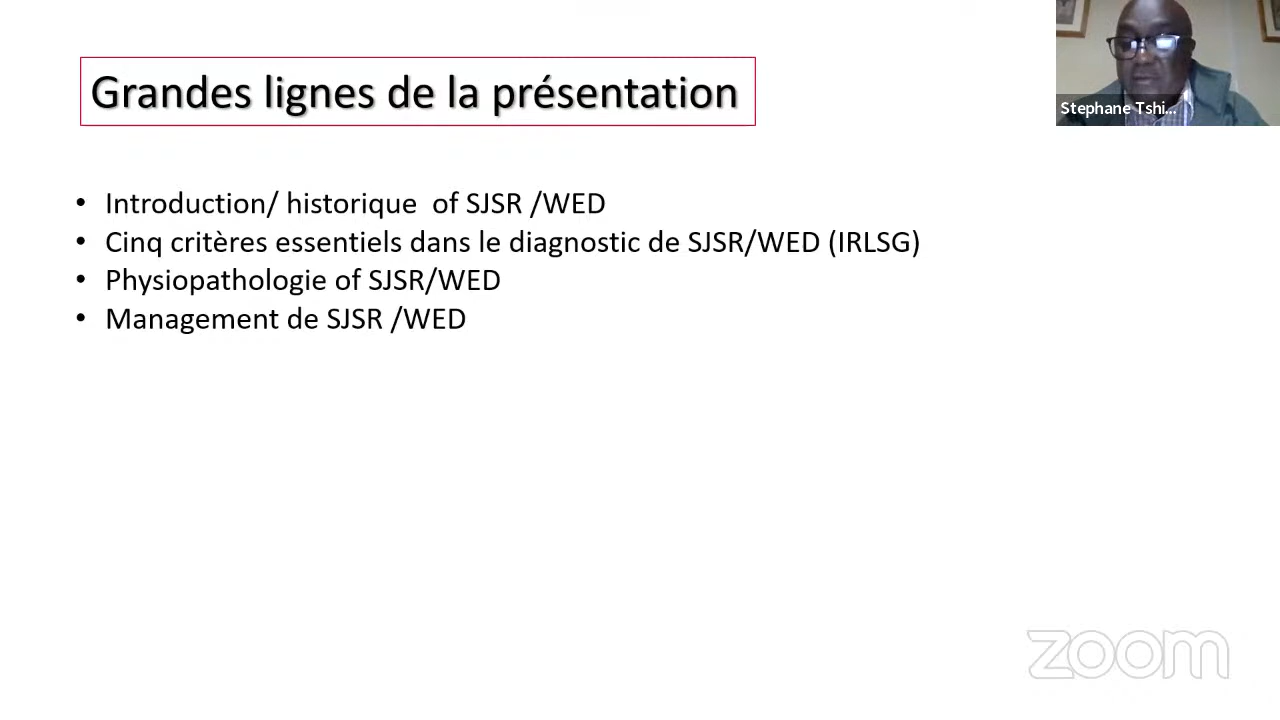 Grandes lignes de la présentation
Stephane Tshi...
• Introduction/ historique of SJSR /WED
• Cinq critères essentiels dans le diagnostic de SJSR/WED (IRLSG)
• Physiopathologie of SJSR/WED
• Management de SJSR /WED
zoom